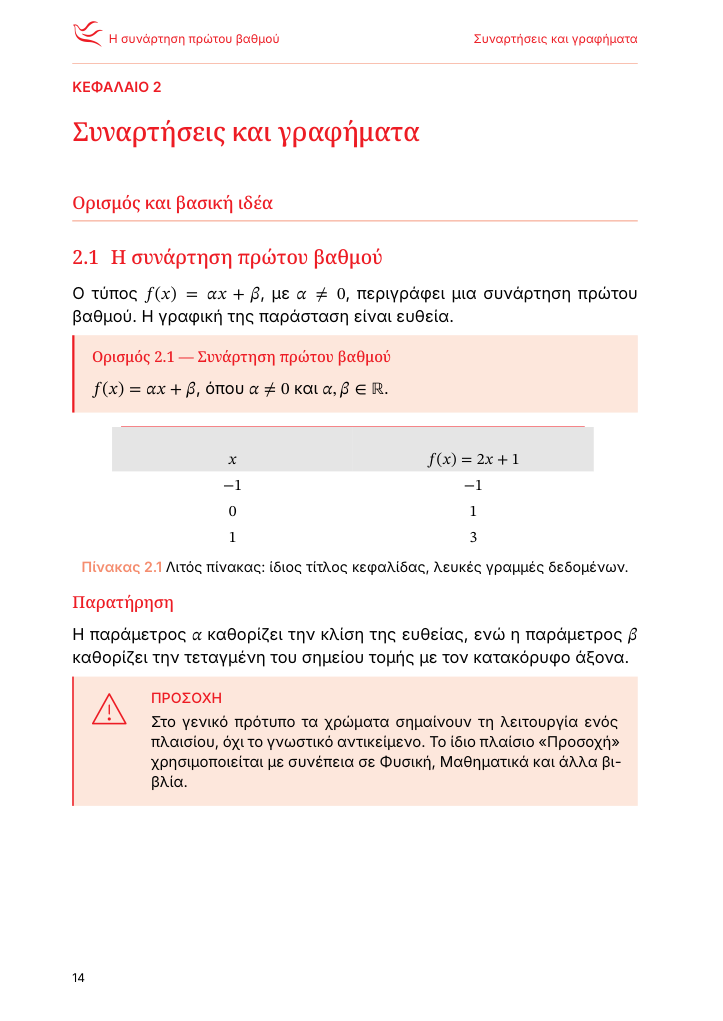 Η συνάρτηση πρώτου βαθμού Συναρτήσεις και γραφήματα
ΚΕΦΑΛΑΙΟ 2
Συναρτήσεις και γραφήματα
Ορισμός και βασική ιδέα
2.1 Η συνάρτηση πρώτου βαθμού
Ο τύπος f(x) = αx + β, με α ≠ 0, περιγράφει μια συνάρτηση πρώτου
βαθμού. Η γραφική της παράσταση είναι ευθεία.
Ορισμός 2.1 — Συνάρτηση πρώτου βαθμού
f(x) = αx + β, όπου α ≠ 0 και α, β ∈ ℝ.
x f(x) = 2x + 1
−1 −1
0 1
1 3
Πίνακας 2.1 Λιτός πίνακας: ίδιος τίτλος κεφαλίδας, λευκές γραμμές δεδομένων.
Παρατήρηση
Η παράμετρος α καθορίζει την κλίση της ευθείας, ενώ η παράμετρος β
καθορίζει την τεταγμένη του σημείου τομής με τον κατακόρυφο άξονα.
ΠΡΟΣΟΧΗ
Στο γενικό πρότυπο τα χρώματα σημαίνουν τη λειτουργία ενός
πλαισίου, όχι το γνωστικό αντικείμενο. Το ίδιο πλαίσιο «Προσοχή»
χρησιμοποιείται με συνέπεια σε Φυσική, Μαθηματικά και άλλα βι-
βλία.
14